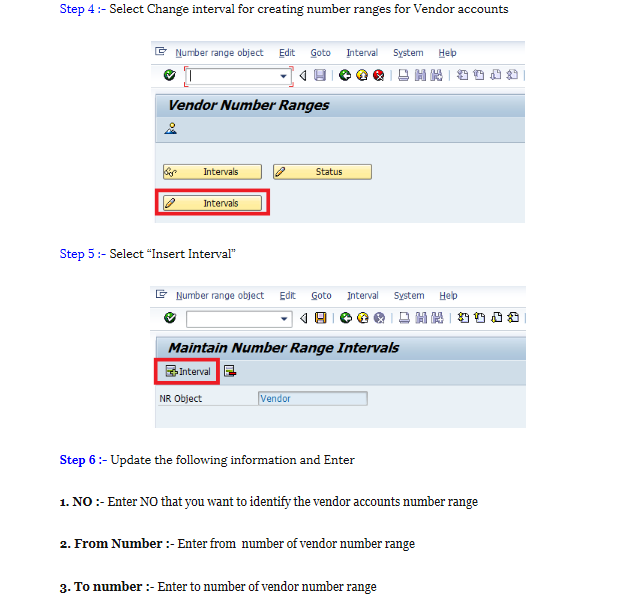 Step 4 :- Select Change interval for creating number ranges for Vendor accounts
Number range object Edit Goto Interval System Help
Vendor Number Ranges
Intervals Status
Intervals
Step 5 :- Select “Insert Interval”
Number range object Edit Goto Interval System Help
Maintain Number Range Intervals
Interval
NR Object Vendor
Step 6 :- Update the following information and Enter
1. NO :- Enter NO that you want to identify the vendor accounts number range
2. From Number :- Enter from number of vendor number range
3. To number :- Enter to number of vendor number range